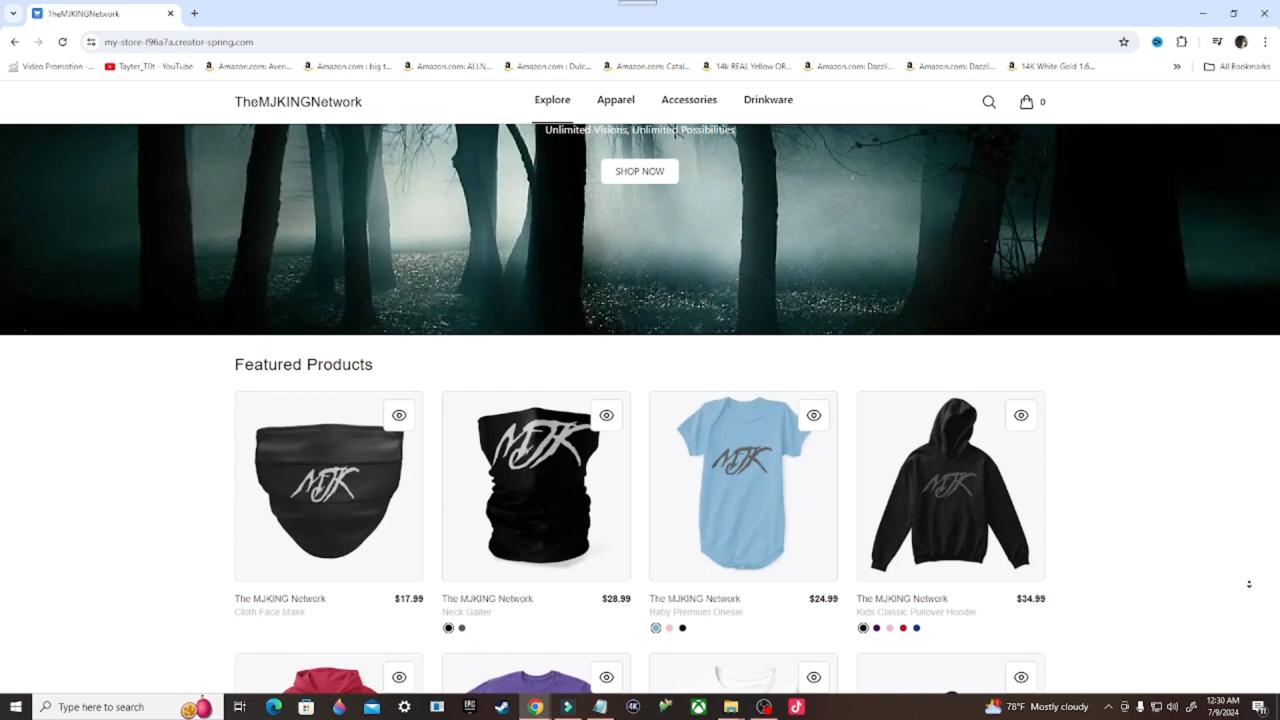 TheMJKINGNetwork
my-store-f96a7a.creator-spring.com
Video Promotion -...
Tayter_T0t - YouTube
Amazon.com: Aven...
Amazon.com : big t...
Amazon.com: ALLN...
Amazon.com : Dulc...
Amazon.com: Catal...
14k REAL Yellow OR...
Amazon.com: Dazzli...
Amazon.com: Dazzli...
14K White Gold 1.6...
All Bookmarks
TheMJKINGNetwork
Explore
Apparel
Accessories
Drinkware
0
Unlimited Visions, Unlimited Possibilities
SHOP NOW
Featured Products
MJK
MJK
MJK
MJK
The MJKING Network $17.99
Cloth Face Mask
The MJKING Network $28.99
Neck Gaiter
The MJKING Network $24.99
Baby Premium Onesie
The MJKING Network $34.99
Kids Classic Pullover Hoodie
Type here to search
EPIC
4K
78°F Mostly cloudy
12:30 AM
7/9/2024